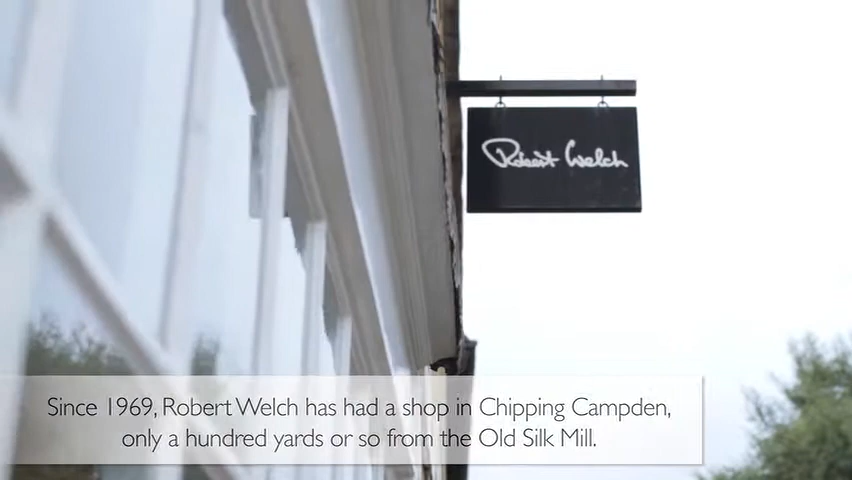 Robert Welch
Since 1969, Robert Welch has had a shop in Chipping Campden,
only a hundred yards or so from the Old Silk Mill.